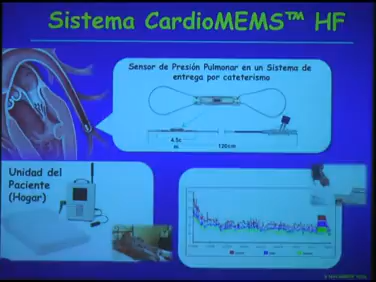 Sistema CardioMEMS™ HF
Sensor de Presión Pulmonar en un Sistema de
entrega por cateterismo
120cm
Unidad del
Paciente
(Hogar)